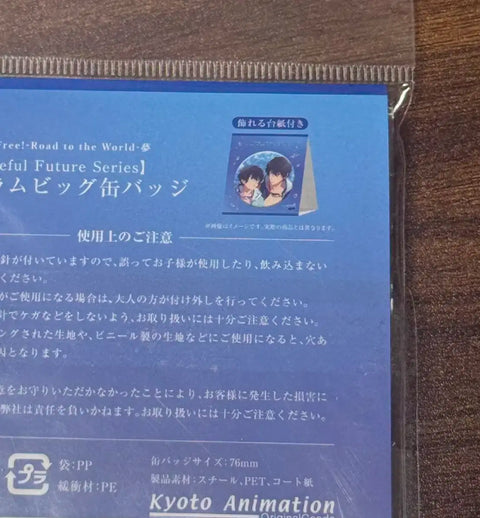 飾れる台紙付き
Free!-Road to the World-夢
eful Future Series】
ラムビッグ缶バッジ
※画像はイメージです。実際の商品とは異なります。
使用上のご注意
針が付いていますので、誤ってお子様が使用したり、飲み込まない
ください。
がご使用になる場合は、大人の方が付け外しを行ってください。
針でケガなどをしないよう、お取り扱いには十分ご注意ください。
ングされた生地や、ビニール製の生地などにご使用になると、穴あ
因となります。
意をお守りいただかなかったことにより、お客様に発生した損害に
弊社は責任を負いかねます。お取り扱いには十分ご注意ください。
プラ
袋:PP
緩衝材:PE
缶バッジサイズ:76mm
製品素材:スチール、PET、コート紙
Kyoto Animation
OriginalGoods